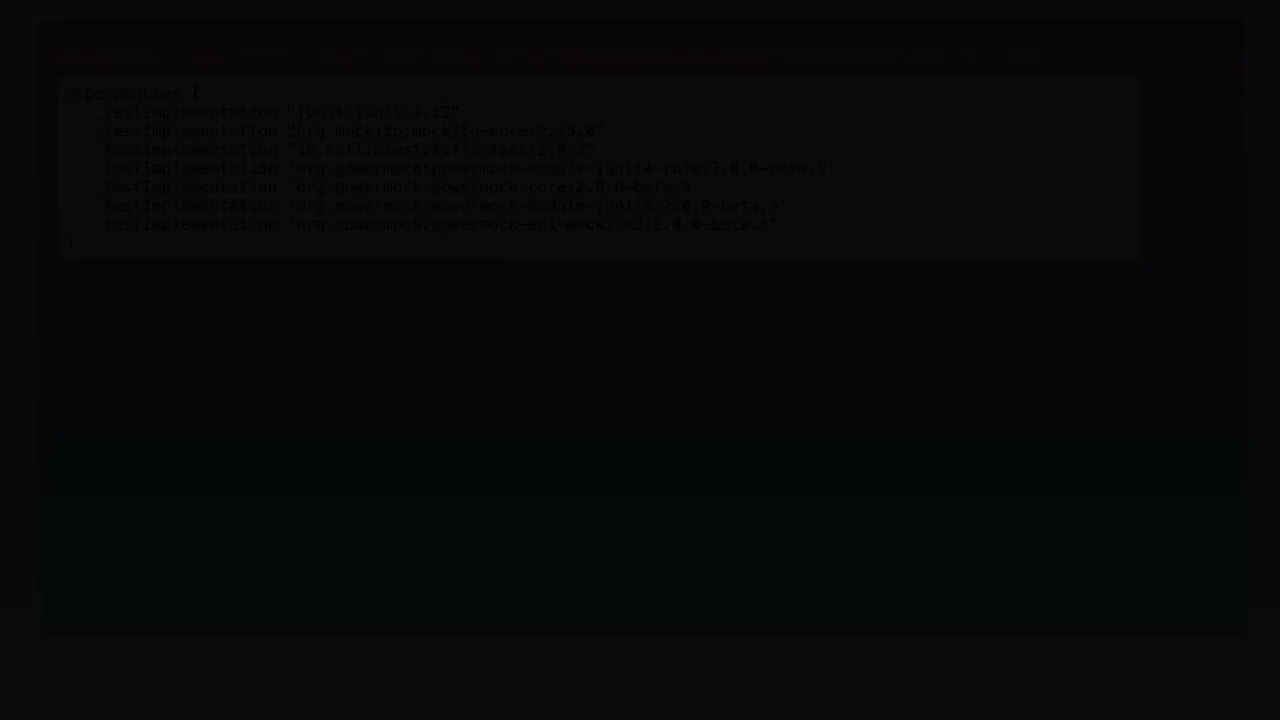 dependencies {
testImplementation "junit:junit:4.12"
testImplementation "org.mockito:mockito-core:2.15.0"
testImplementation "io.kotlintest:kotlintest:2.0.7"
testImplementation 'org.powermock:powermock-module-junit4-rule:2.0.0-beta.5'
testImplementation 'org.powermock:powermock-core:2.0.0-beta.5'
testImplementation 'org.powermock:powermock-module-junit4:2.0.0-beta.5'
testImplementation 'org.powermock:powermock-api-mockito2:2.0.0-beta.5'
}